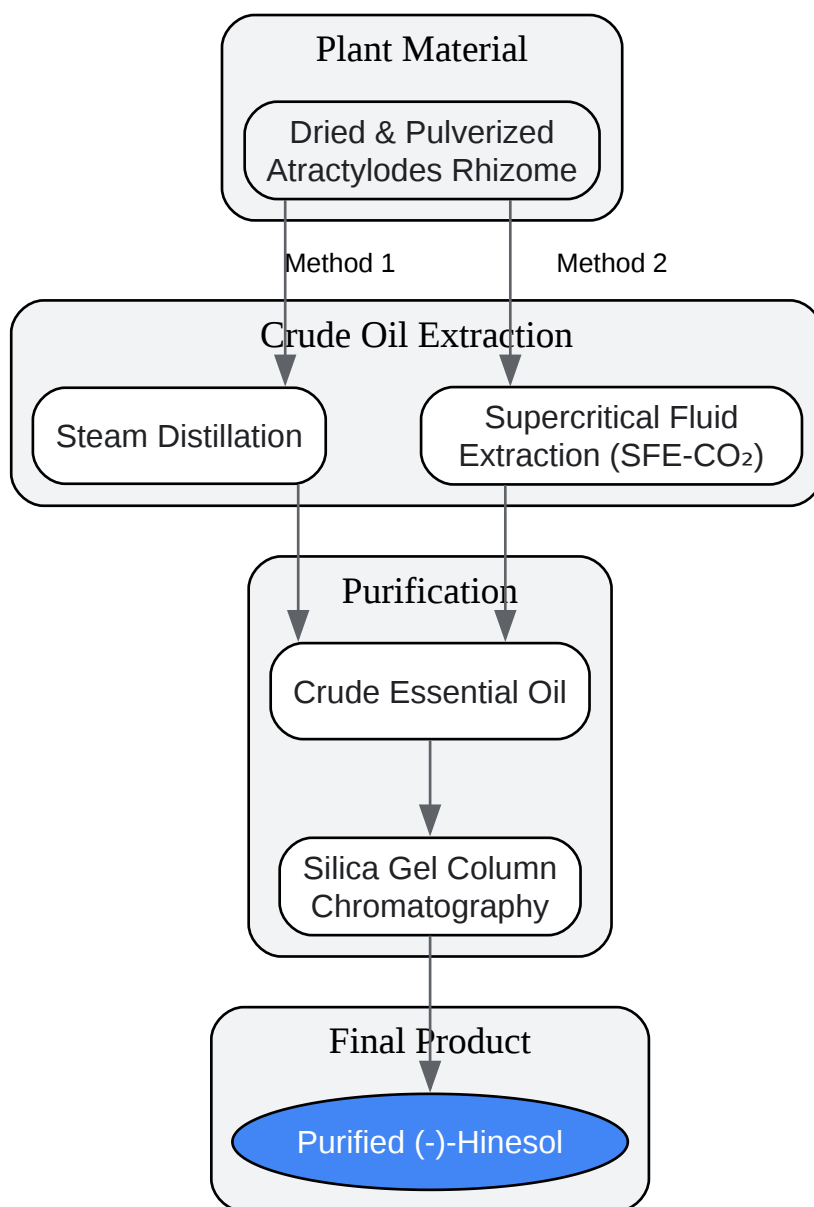 Plant Material
Dried & Pulverized
Atractylodes Rhizome
Method 1
Method 2
Crude Oil Extraction
Steam Distillation
Supercritical Fluid
Extraction (SFE-CO₂)
Purification
Crude Essential Oil
Silica Gel Column
Chromatography
Final Product
Purified (-)-Hinesol